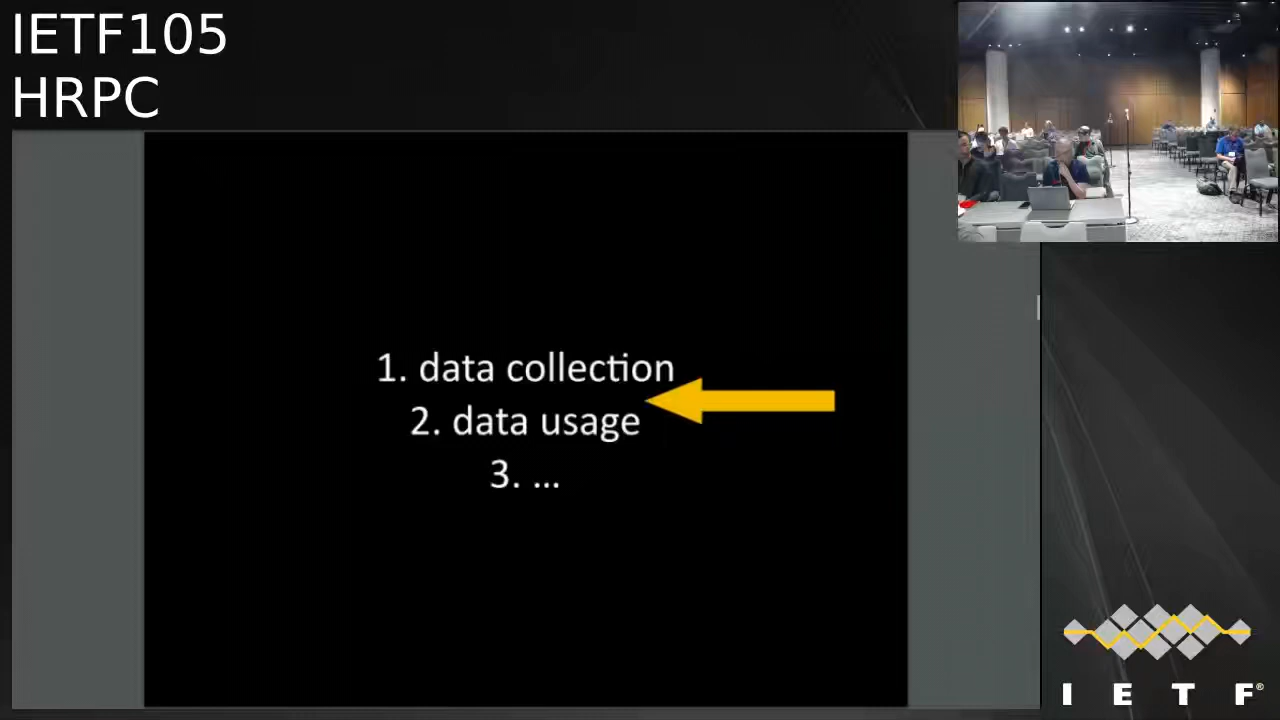 IETF105
HRPC
1. data collection
2. data usage
3. ...
I E T F®